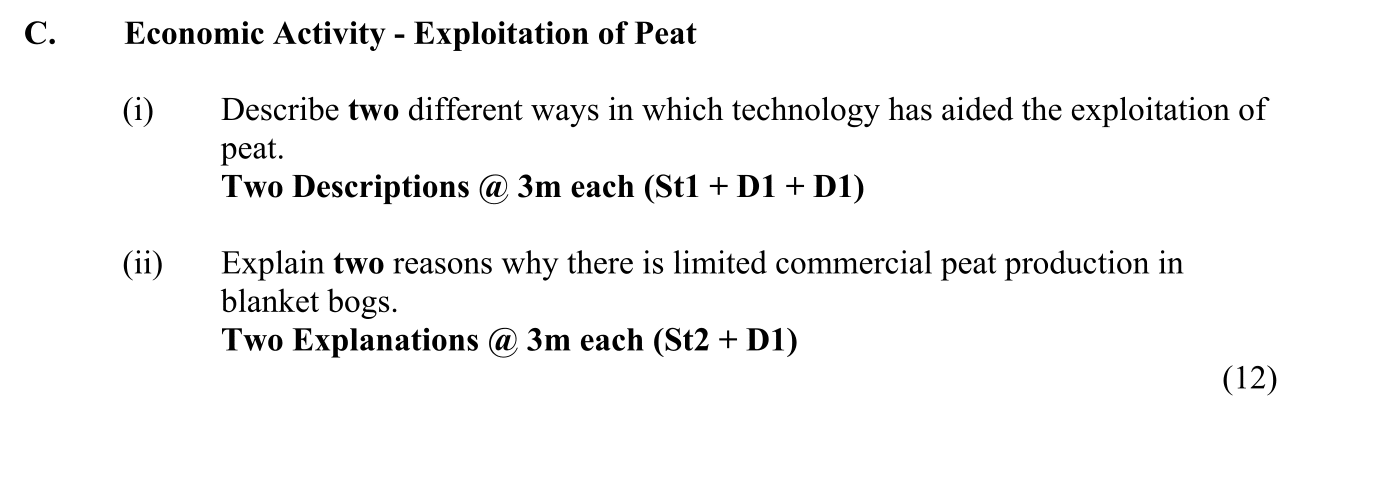 C. Economic Activity - Exploitation of Peat
(i) Describe two different ways in which technology has aided the exploitation of
peat.
Two Descriptions @ 3m each (St1 + D1 + D1)
(ii) Explain two reasons why there is limited commercial peat production in
blanket bogs.
Two Explanations @ 3m each (St2 + D1)
(12)